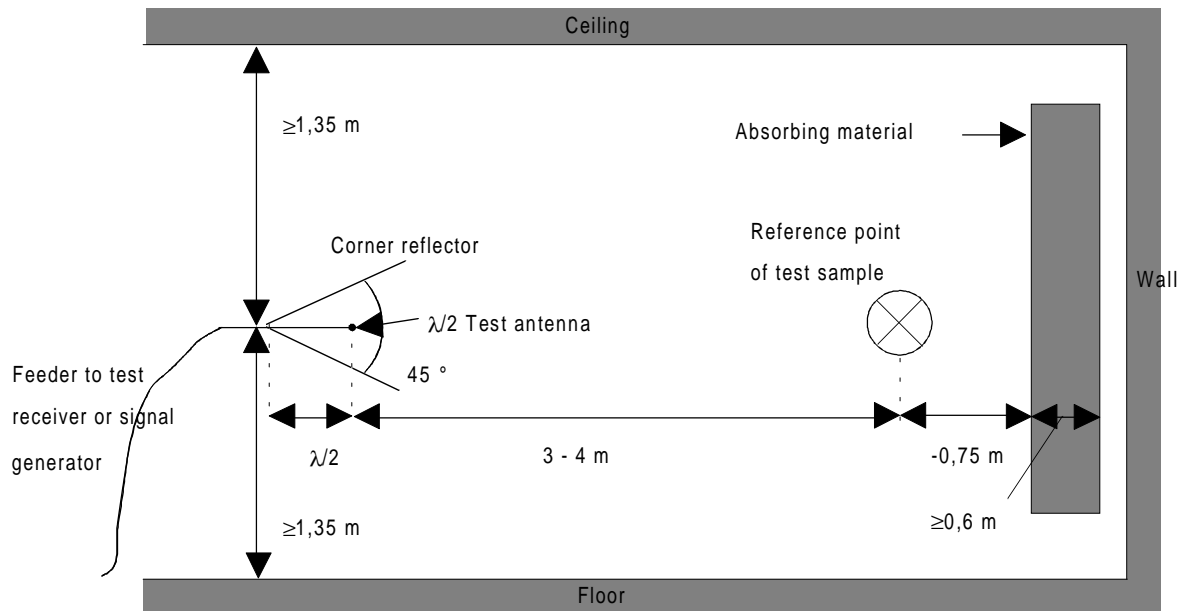 Ceiling
≥1,35 m
Absorbing material
Corner reflector
Reference point
of test sample
Wall
λ/2 Test antenna
45 °
Feeder to test
receiver or signal
generator
λ/2
3 - 4 m
-0,75 m
≥0,6 m
≥1,35 m
Floor